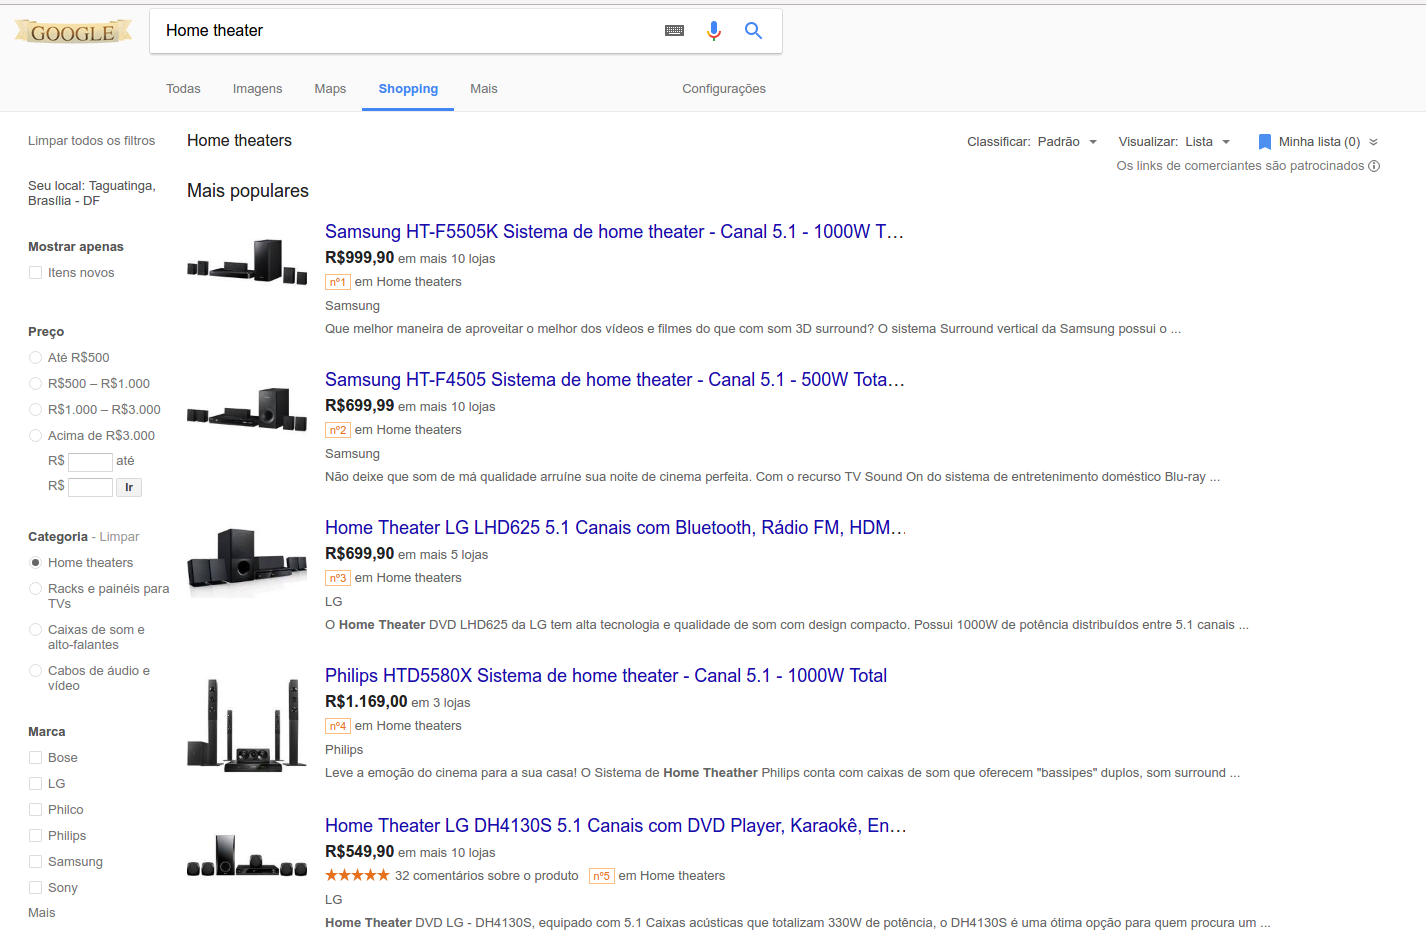 GOOGLE
Home theater
Todas Imagens Maps Shopping Mais Configurações
Limpar todos os filtros
Seu local: Taguatinga,
Brasília - DF
Mostrar apenas
Itens novos
Preço
Até R$500
R$500 – R$1.000
R$1.000 – R$3.000
Acima de R$3.000
R$ até
R$ Ir
Categoria - Limpar
Home theaters
Racks e painéis para
TVs
Caixas de som e
alto-falantes
Cabos de áudio e
vídeo
Marca
Bose
LG
Philco
Philips
Samsung
Sony
Mais
Home theaters
Classificar: Padrão Visualizar: Lista Minha lista (0)
Os links de comerciantes são patrocinados
Mais populares
Samsung HT-F5505K Sistema de home theater - Canal 5.1 - 1000W T…
R$999,90 em mais 10 lojas
nº1 em Home theaters
Samsung
Que melhor maneira de aproveitar o melhor dos vídeos e filmes do que com som 3D surround? O sistema Surround vertical da Samsung possui o ...
Samsung HT-F4505 Sistema de home theater - Canal 5.1 - 500W Tota…
R$699,99 em mais 10 lojas
nº2 em Home theaters
Samsung
Não deixe que som de má qualidade arruíne sua noite de cinema perfeita. Com o recurso TV Sound On do sistema de entretenimento doméstico Blu-ray ...
Home Theater LG LHD625 5.1 Canais com Bluetooth, Rádio FM, HDM…
R$699,90 em mais 5 lojas
nº3 em Home theaters
LG
O Home Theater DVD LHD625 da LG tem alta tecnologia e qualidade de som com design compacto. Possui 1000W de potência distribuídos entre 5.1 canais ...
Philips HTD5580X Sistema de home theater - Canal 5.1 - 1000W Total
R$1.169,00 em 3 lojas
nº4 em Home theaters
Philips
Leve a emoção do cinema para a sua casa! O Sistema de Home Theather Philips conta com caixas de som que oferecem "bassipes" duplos, som surround ...
Home Theater LG DH4130S 5.1 Canais com DVD Player, Karaokê, En…
R$549,90 em mais 10 lojas
32 comentários sobre o produto nº5 em Home theaters
LG
Home Theater DVD LG - DH4130S, equipado com 5.1 Caixas acústicas que totalizam 330W de potência, o DH4130S é uma ótima opção para quem procura um ...